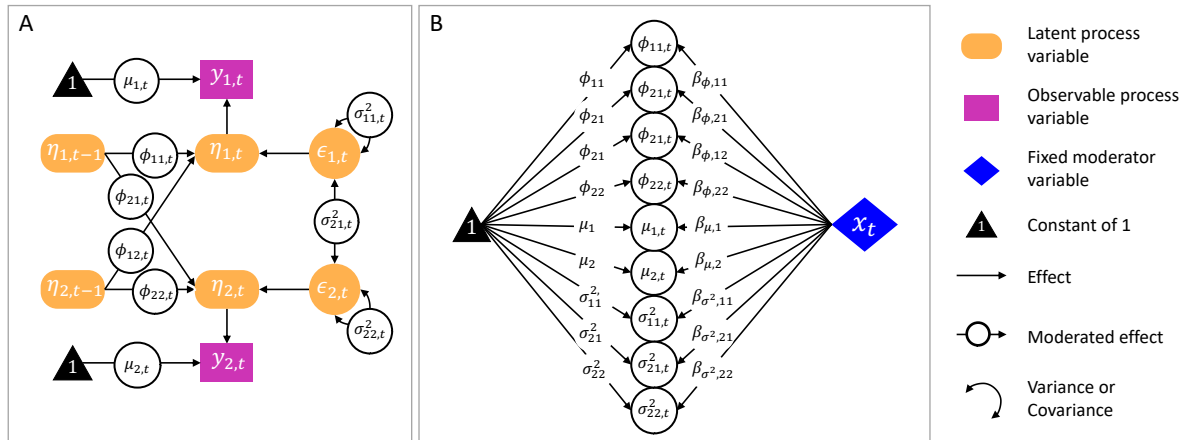 A
1
μ1,t
y1,t
σ²11,t
η1,t−1
ϕ11,t
η1,t
ϵ1,t
ϕ21,t
σ²21,t
ϕ12,t
η2,t−1
ϕ22,t
η2,t
ϵ2,t
σ²22,t
1
μ2,t
y2,t
B
ϕ11,t
ϕ11
βϕ,11
ϕ21,t
ϕ21
βϕ,21
ϕ21,t
ϕ21
βϕ,12
ϕ22,t
ϕ22
βϕ,22
1
μ1
μ1,t
βμ,1
xt
μ2
μ2,t
βμ,2
σ²11
σ²11,t
βσ²,11
σ²21
σ²21,t
βσ²,21
σ²22
σ²22,t
βσ²,22
Latent process
variable
Observable process
variable
Fixed moderator
variable
1
Constant of 1
Effect
Moderated effect
Variance or
Covariance